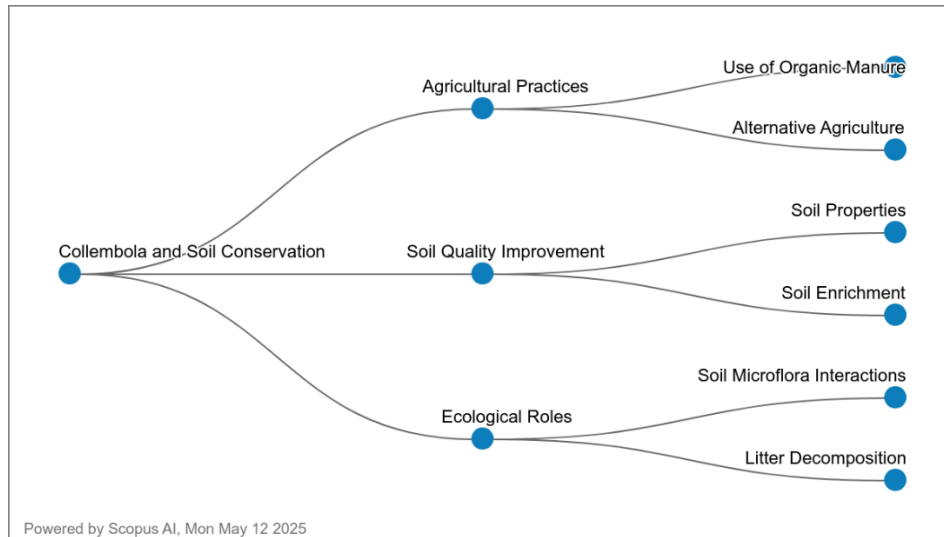 Use of Organic Manure
Agricultural Practices
Alternative Agriculture
Soil Properties
Collembola and Soil Conservation
Soil Quality Improvement
Soil Enrichment
Soil Microflora Interactions
Ecological Roles
Litter Decomposition
Powered by Scopus AI, Mon May 12 2025